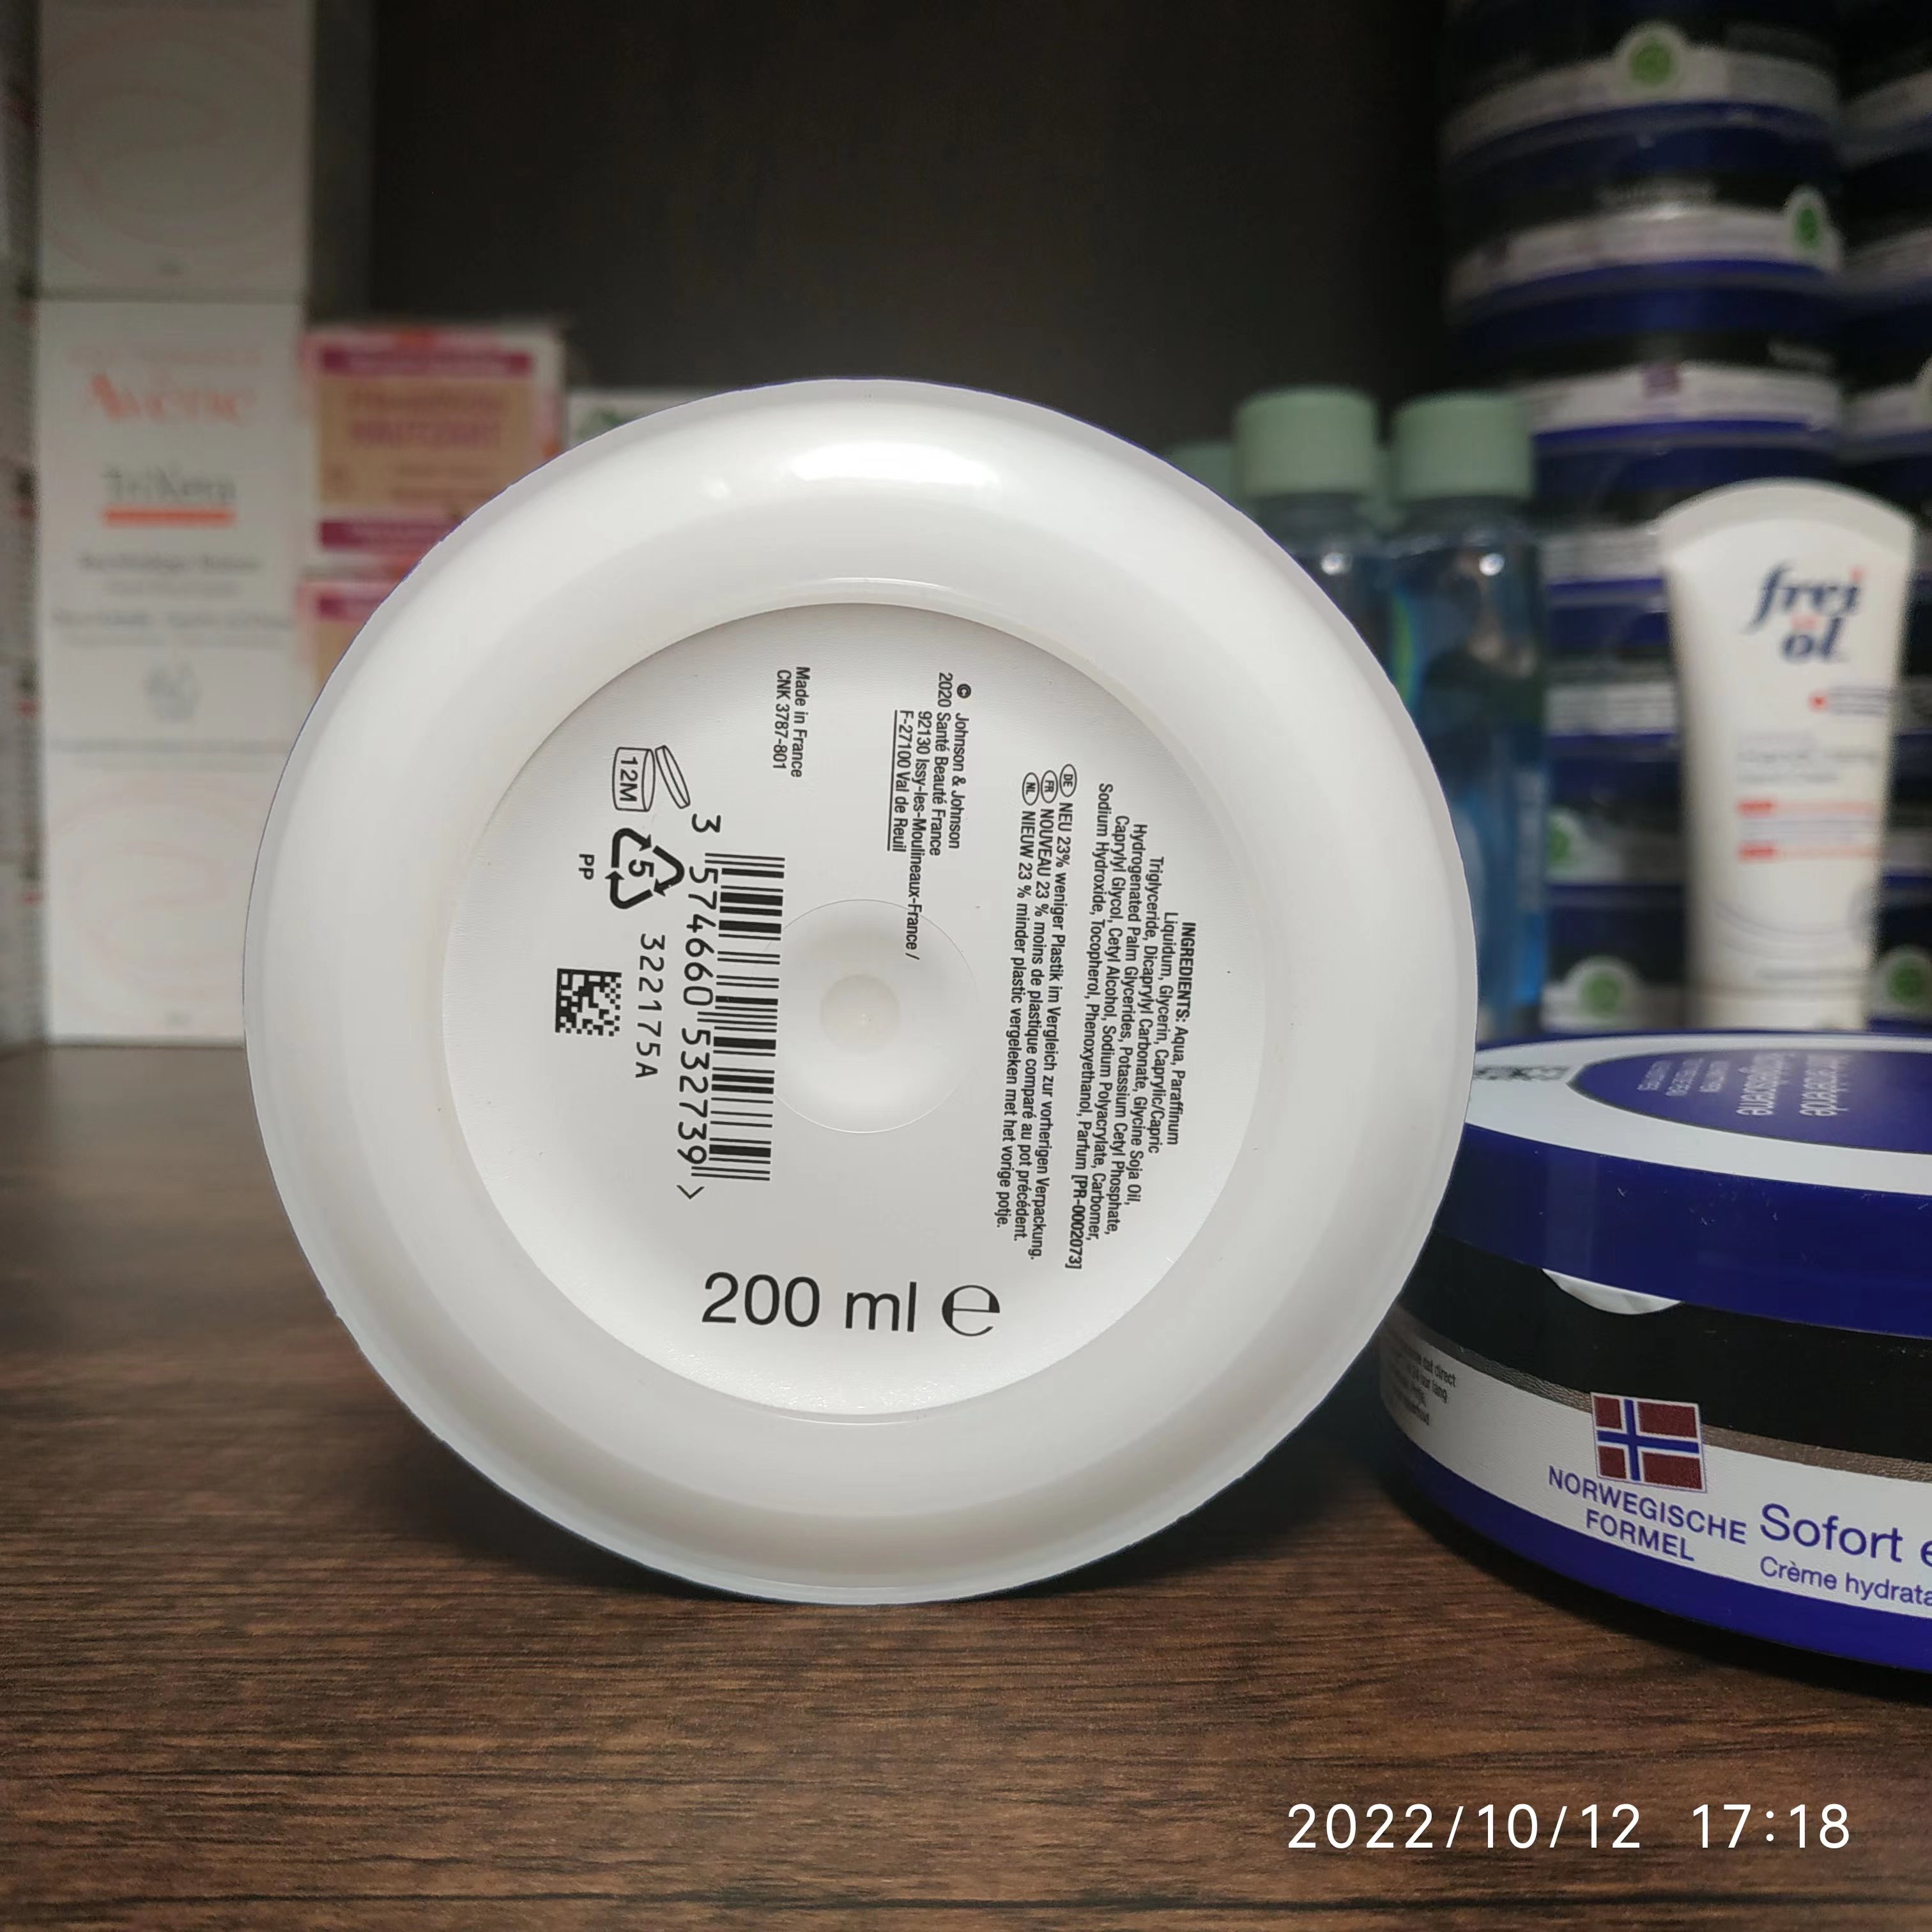 INGREDIENTS: Aqua, Paraffinum
Liquidum, Glycerin, Caprylic/Capric
Triglyceride, Dicaprylyl Carbonate, Glycine Soja Oil,
Hydrogenated Palm Glycerides, Potassium Cetyl Phosphate,
Caprylyl Glycol, Cetyl Alcohol, Sodium Polyacrylate, Carbomer,
Sodium Hydroxide, Tocopherol, Phenoxyethanol, Parfum [PR-0002073]
DE NEU 23% weniger Plastik im Vergleich zur vorherigen Verpackung.
FR NOUVEAU 23 % moins de plastique comparé au pot précédent.
NL NIEUW 23 % minder plastic vergeleken met het vorige potje.
© Johnson & Johnson
2020 Santé Beauté France
92130 Issy-les-Moulineaux-France /
F-27100 Val de Reuil
Made in France
CNK 3787-801
3 574660 532739 >
12M
5
PP
322175A
200 ml e
Avène
TriXera
frei
öl
NORWEGISCHE
FORMEL
Sofort
Crème
2022/10/12 17:18